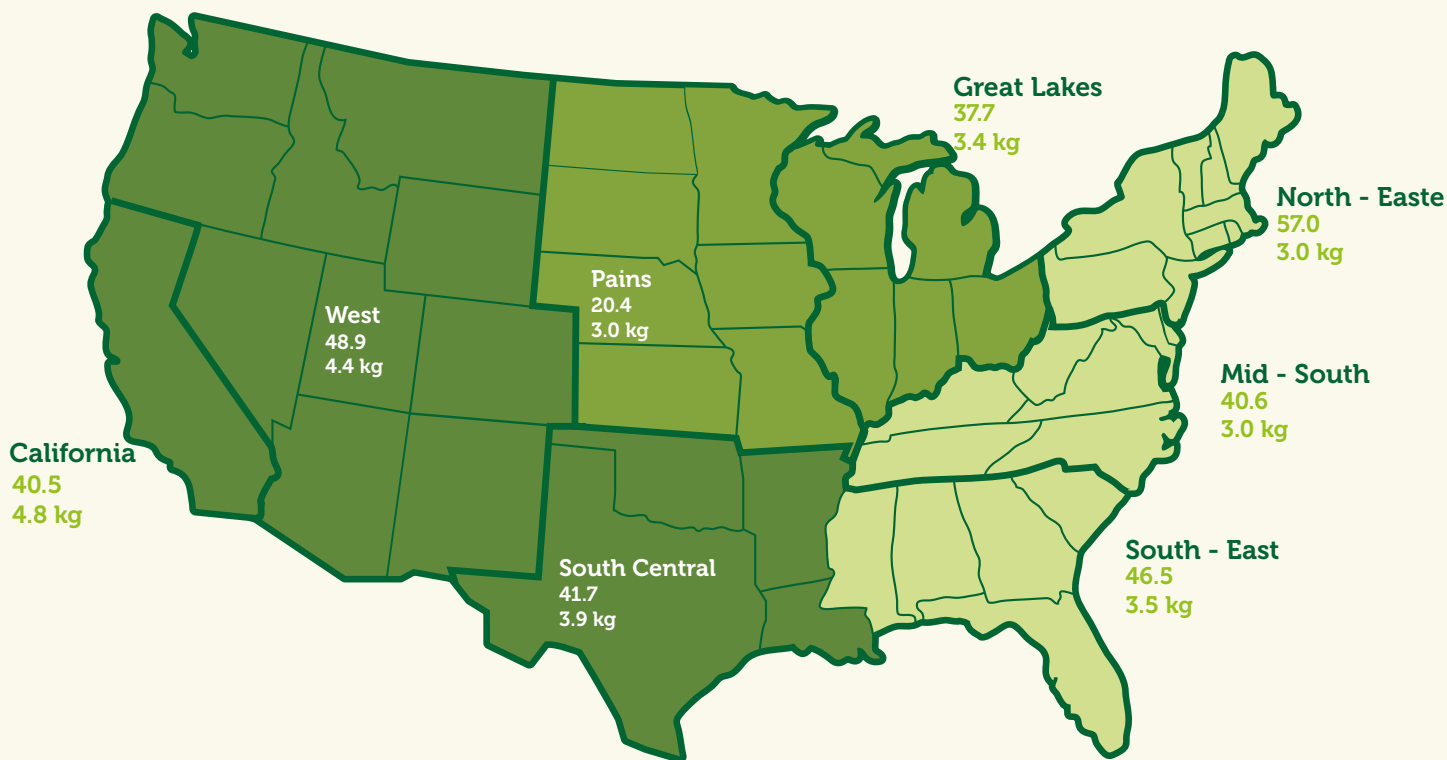 Great Lakes
37.7
3.4 kg
North - Easte
57.0
3.0 kg
Pains
20.4
3.0 kg
West
48.9
4.4 kg
Mid - South
40.6
3.0 kg
California
40.5
4.8 kg
South - East
46.5
3.5 kg
South Central
41.7
3.9 kg